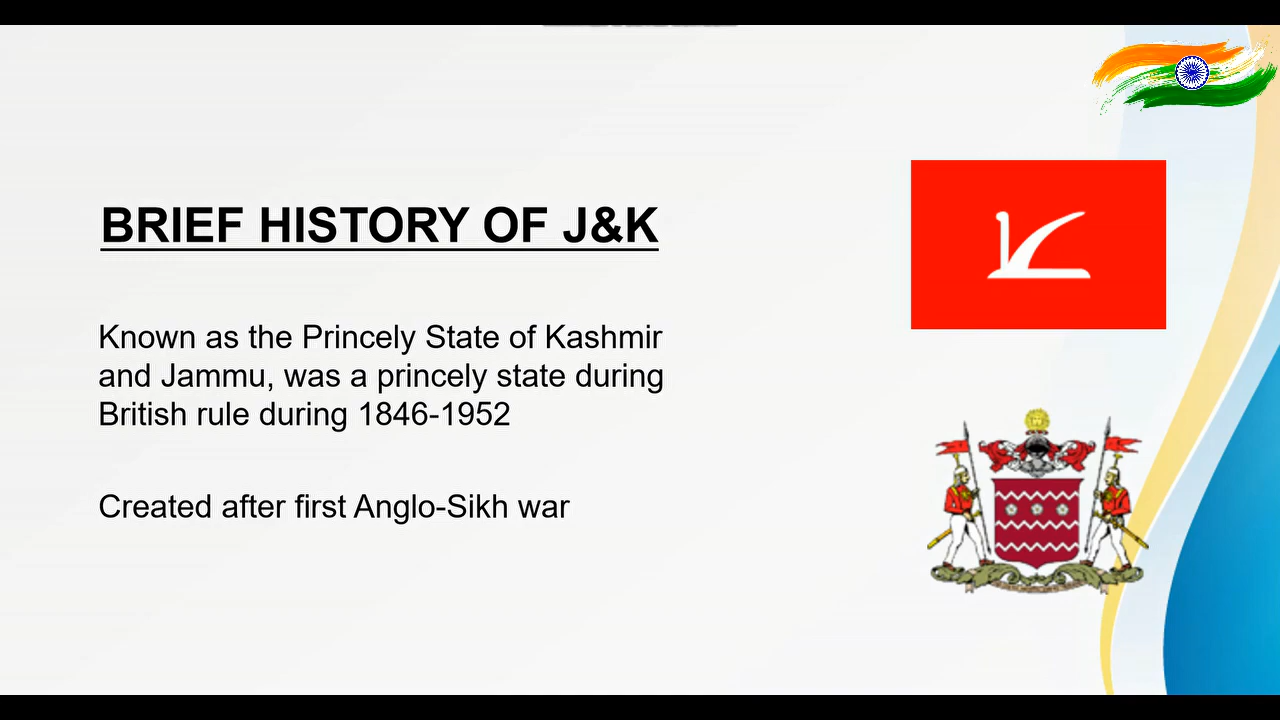 BRIEF HISTORY OF J&K
Known as the Princely State of Kashmir
and Jammu, was a princely state during
British rule during 1846-1952
Created after first Anglo-Sikh war